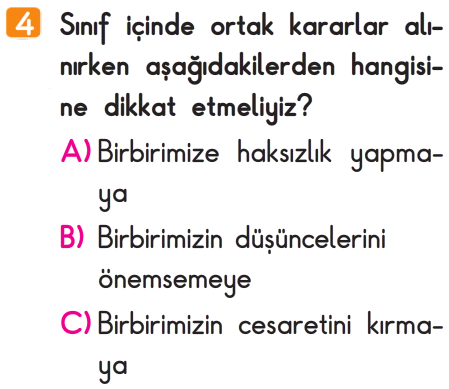 4 Sınıf içinde ortak kararlar alı-
nırken aşağıdakilerden hangisi-
ne dikkat etmeliyiz?
A) Birbirimize haksızlık yapma-
ya
B) Birbirimizin düşüncelerini
önemsemeye
C) Birbirimizin cesaretini kırma-
ya